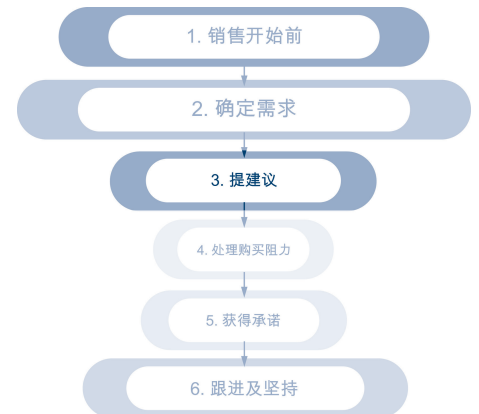 1. 销售开始前
2. 确定需求
3. 提建议
4. 处理购买阻力
5. 获得承诺
6. 跟进及坚持